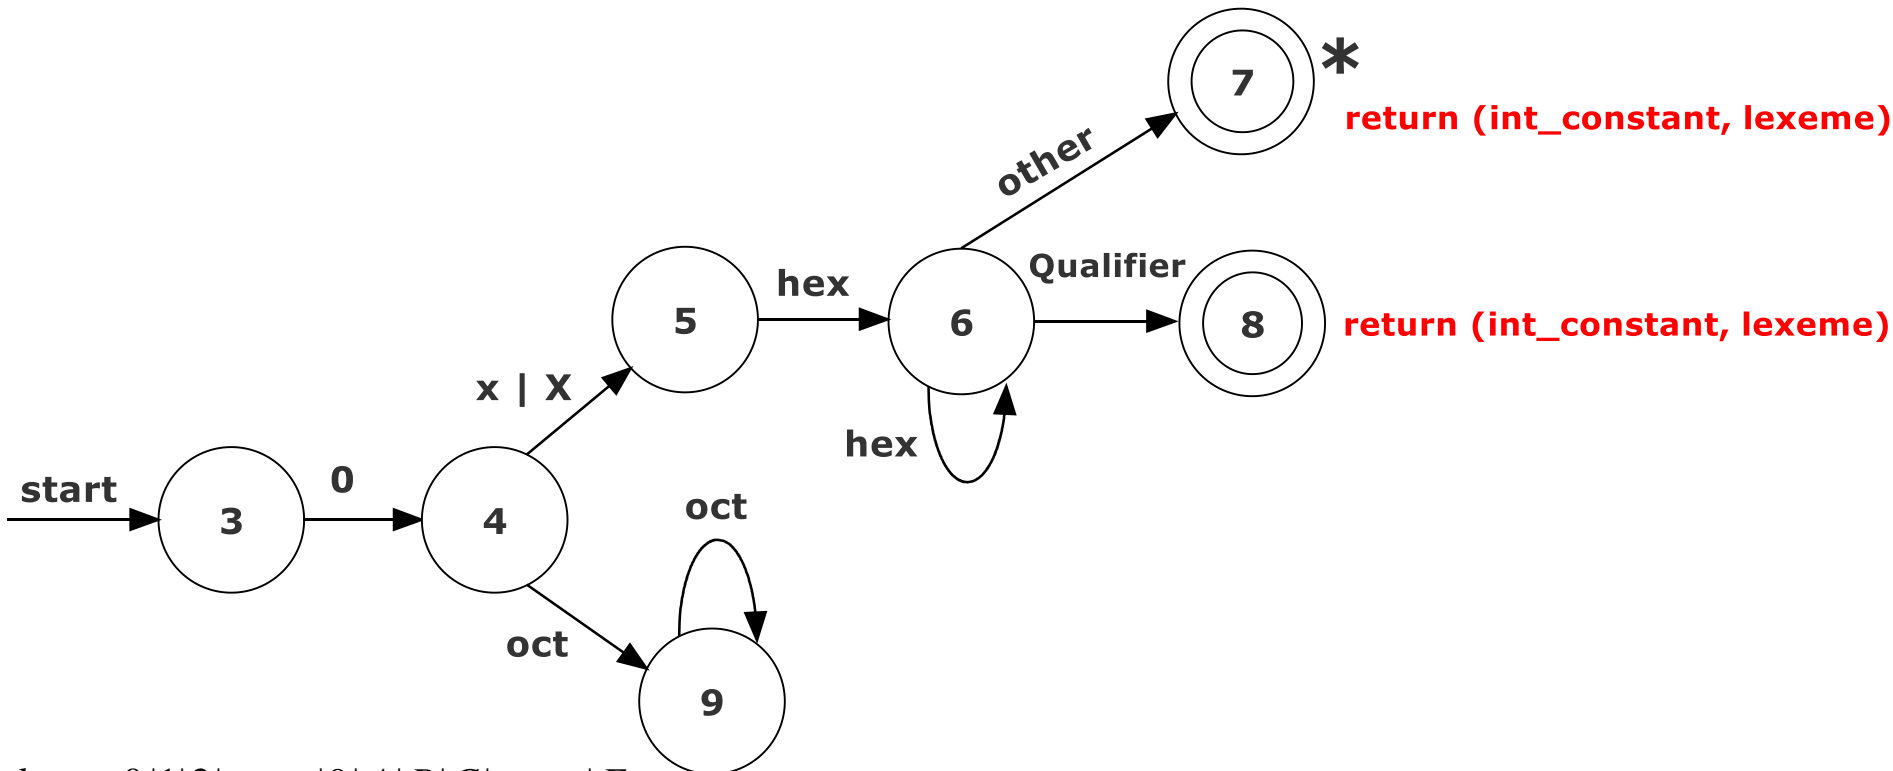 7 *
return (int_constant, lexeme)
other
Qualifier
hex
5
6
8
return (int_constant, lexeme)
x | X
hex
start
0
oct
3
4
oct
9